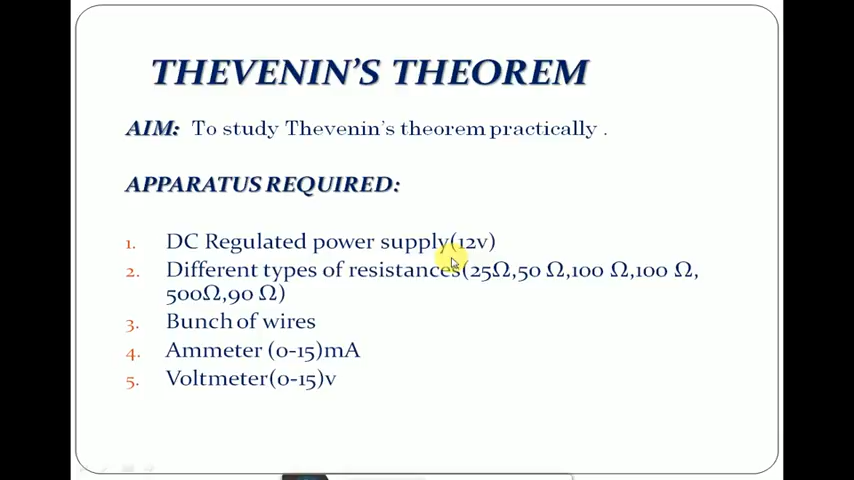 THEVENIN'S THEOREM
AIM: To study Thevenin's theorem practically .
APPARATUS REQUIRED:
1. DC Regulated power supply(12v)
2. Different types of resistances(25Ω,50 Ω,100 Ω,100 Ω,
500Ω,90 Ω)
3. Bunch of wires
4. Ammeter (0-15)mA
5. Voltmeter(0-15)v